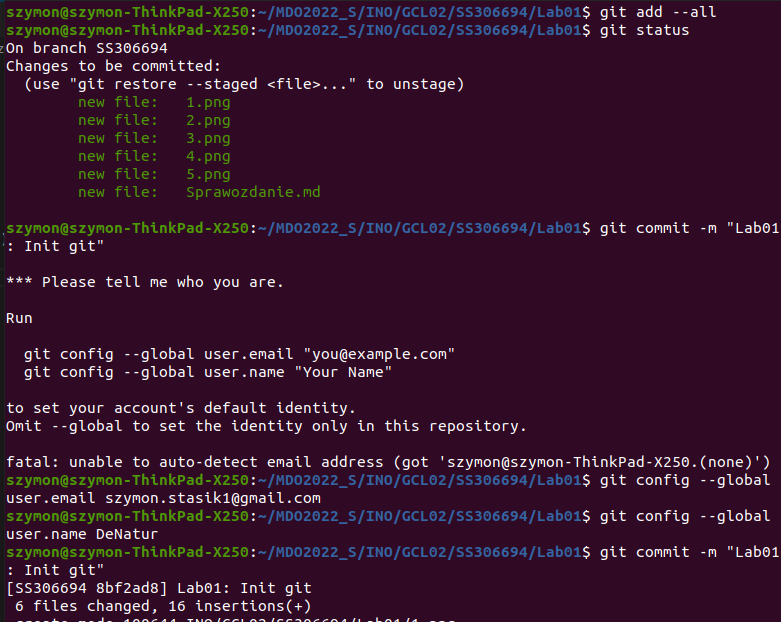 szymon@szymon-ThinkPad-X250:~/MDO2022_S/INO/GCL02/SS306694/Lab01$ git add --all
szymon@szymon-ThinkPad-X250:~/MDO2022_S/INO/GCL02/SS306694/Lab01$ git status
On branch SS306694
Changes to be committed:
  (use "git restore --staged <file>..." to unstage)
        new file:   1.png
        new file:   2.png
        new file:   3.png
        new file:   4.png
        new file:   5.png
        new file:   Sprawozdanie.md

szymon@szymon-ThinkPad-X250:~/MDO2022_S/INO/GCL02/SS306694/Lab01$ git commit -m "Lab01
: Init git"

*** Please tell me who you are.

Run

  git config --global user.email "you@example.com"
  git config --global user.name "Your Name"

to set your account's default identity.
Omit --global to set the identity only in this repository.

fatal: unable to auto-detect email address (got 'szymon@szymon-ThinkPad-X250.(none)')
szymon@szymon-ThinkPad-X250:~/MDO2022_S/INO/GCL02/SS306694/Lab01$ git config --global
user.email szymon.stasik1@gmail.com
szymon@szymon-ThinkPad-X250:~/MDO2022_S/INO/GCL02/SS306694/Lab01$ git config --global
user.name DeNatur
szymon@szymon-ThinkPad-X250:~/MDO2022_S/INO/GCL02/SS306694/Lab01$ git commit -m "Lab01
: Init git"
[SS306694 8bf2ad8] Lab01: Init git
 6 files changed, 16 insertions(+)